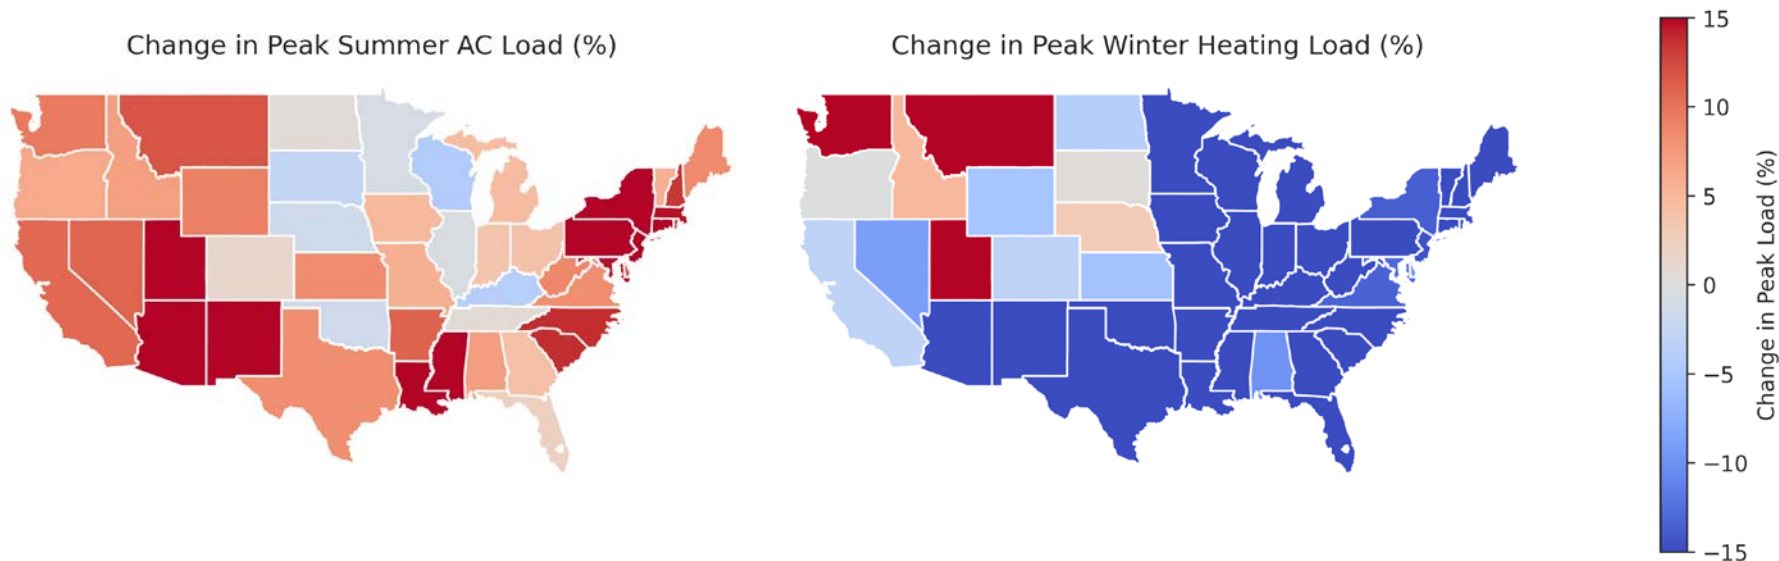 Change in Peak Summer AC Load (%)
Change in Peak Winter Heating Load (%)
15
10
5
0
−5
−10
−15
Change in Peak Load (%)